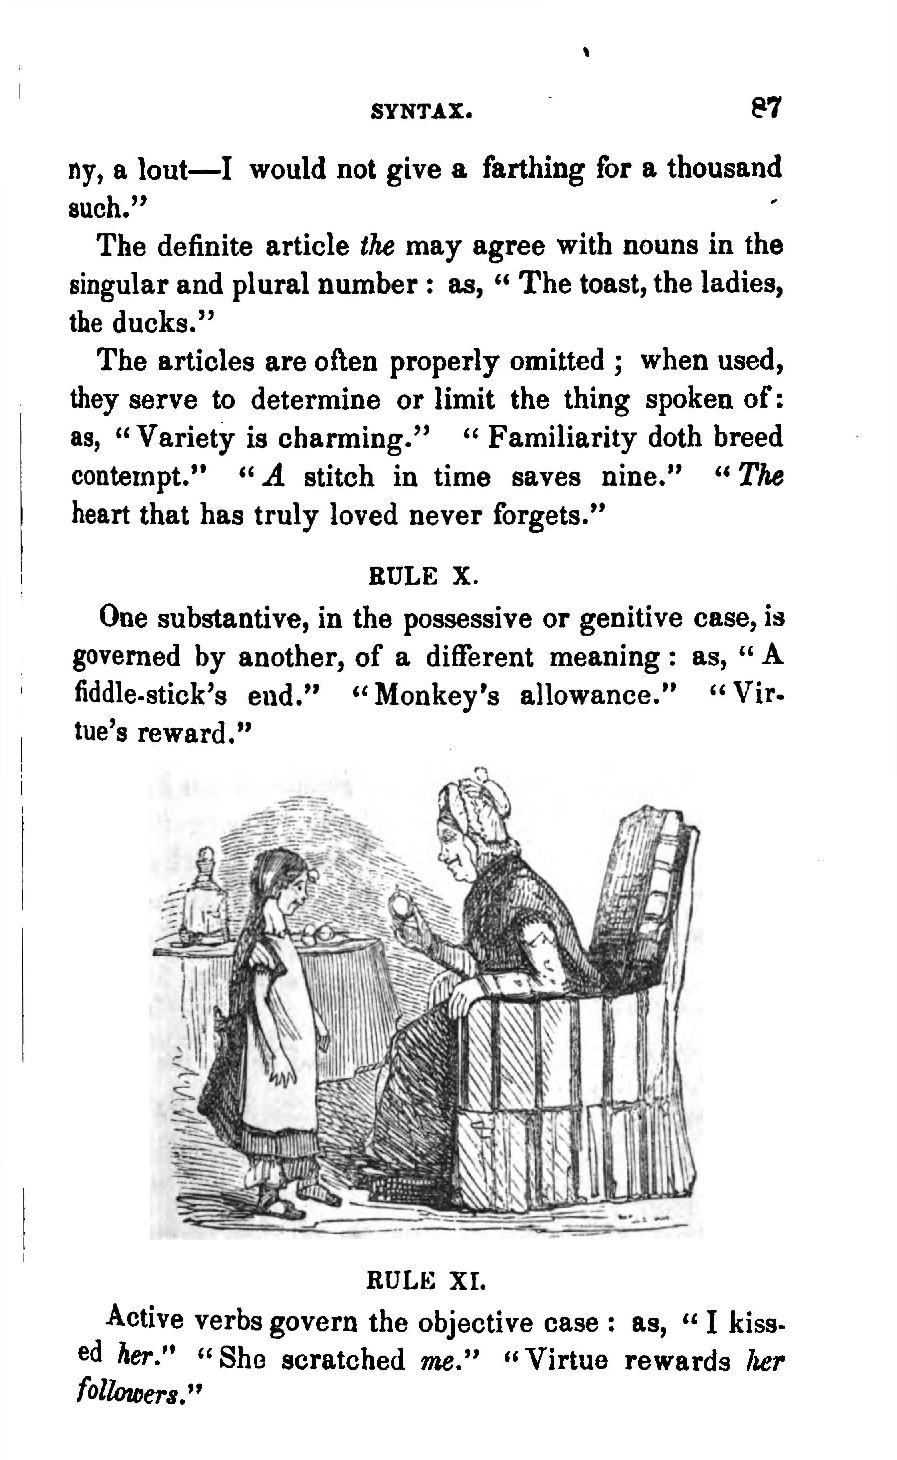 SYNTAX. 87
ny, a lout—I would not give a farthing for a thousand
such.”
The definite article the may agree with nouns in the
singular and plural number : as, “ The toast, the ladies,
the ducks.”
The articles are often properly omitted ; when used,
they serve to determine or limit the thing spoken of :
as, “ Variety is charming.” “ Familiarity doth breed
contempt.” “ A stitch in time saves nine.” “ The
heart that has truly loved never forgets.”
RULE X.
One substantive, in the possessive or genitive case, is
governed by another, of a different meaning : as, “ A
fiddle-stick’s end.” “ Monkey’s allowance.” “ Vir-
tue’s reward.”
RULE XI.
Active verbs govern the objective case : as, “ I kiss-
ed her.” “ She scratched me.” “ Virtue rewards her
followers.”